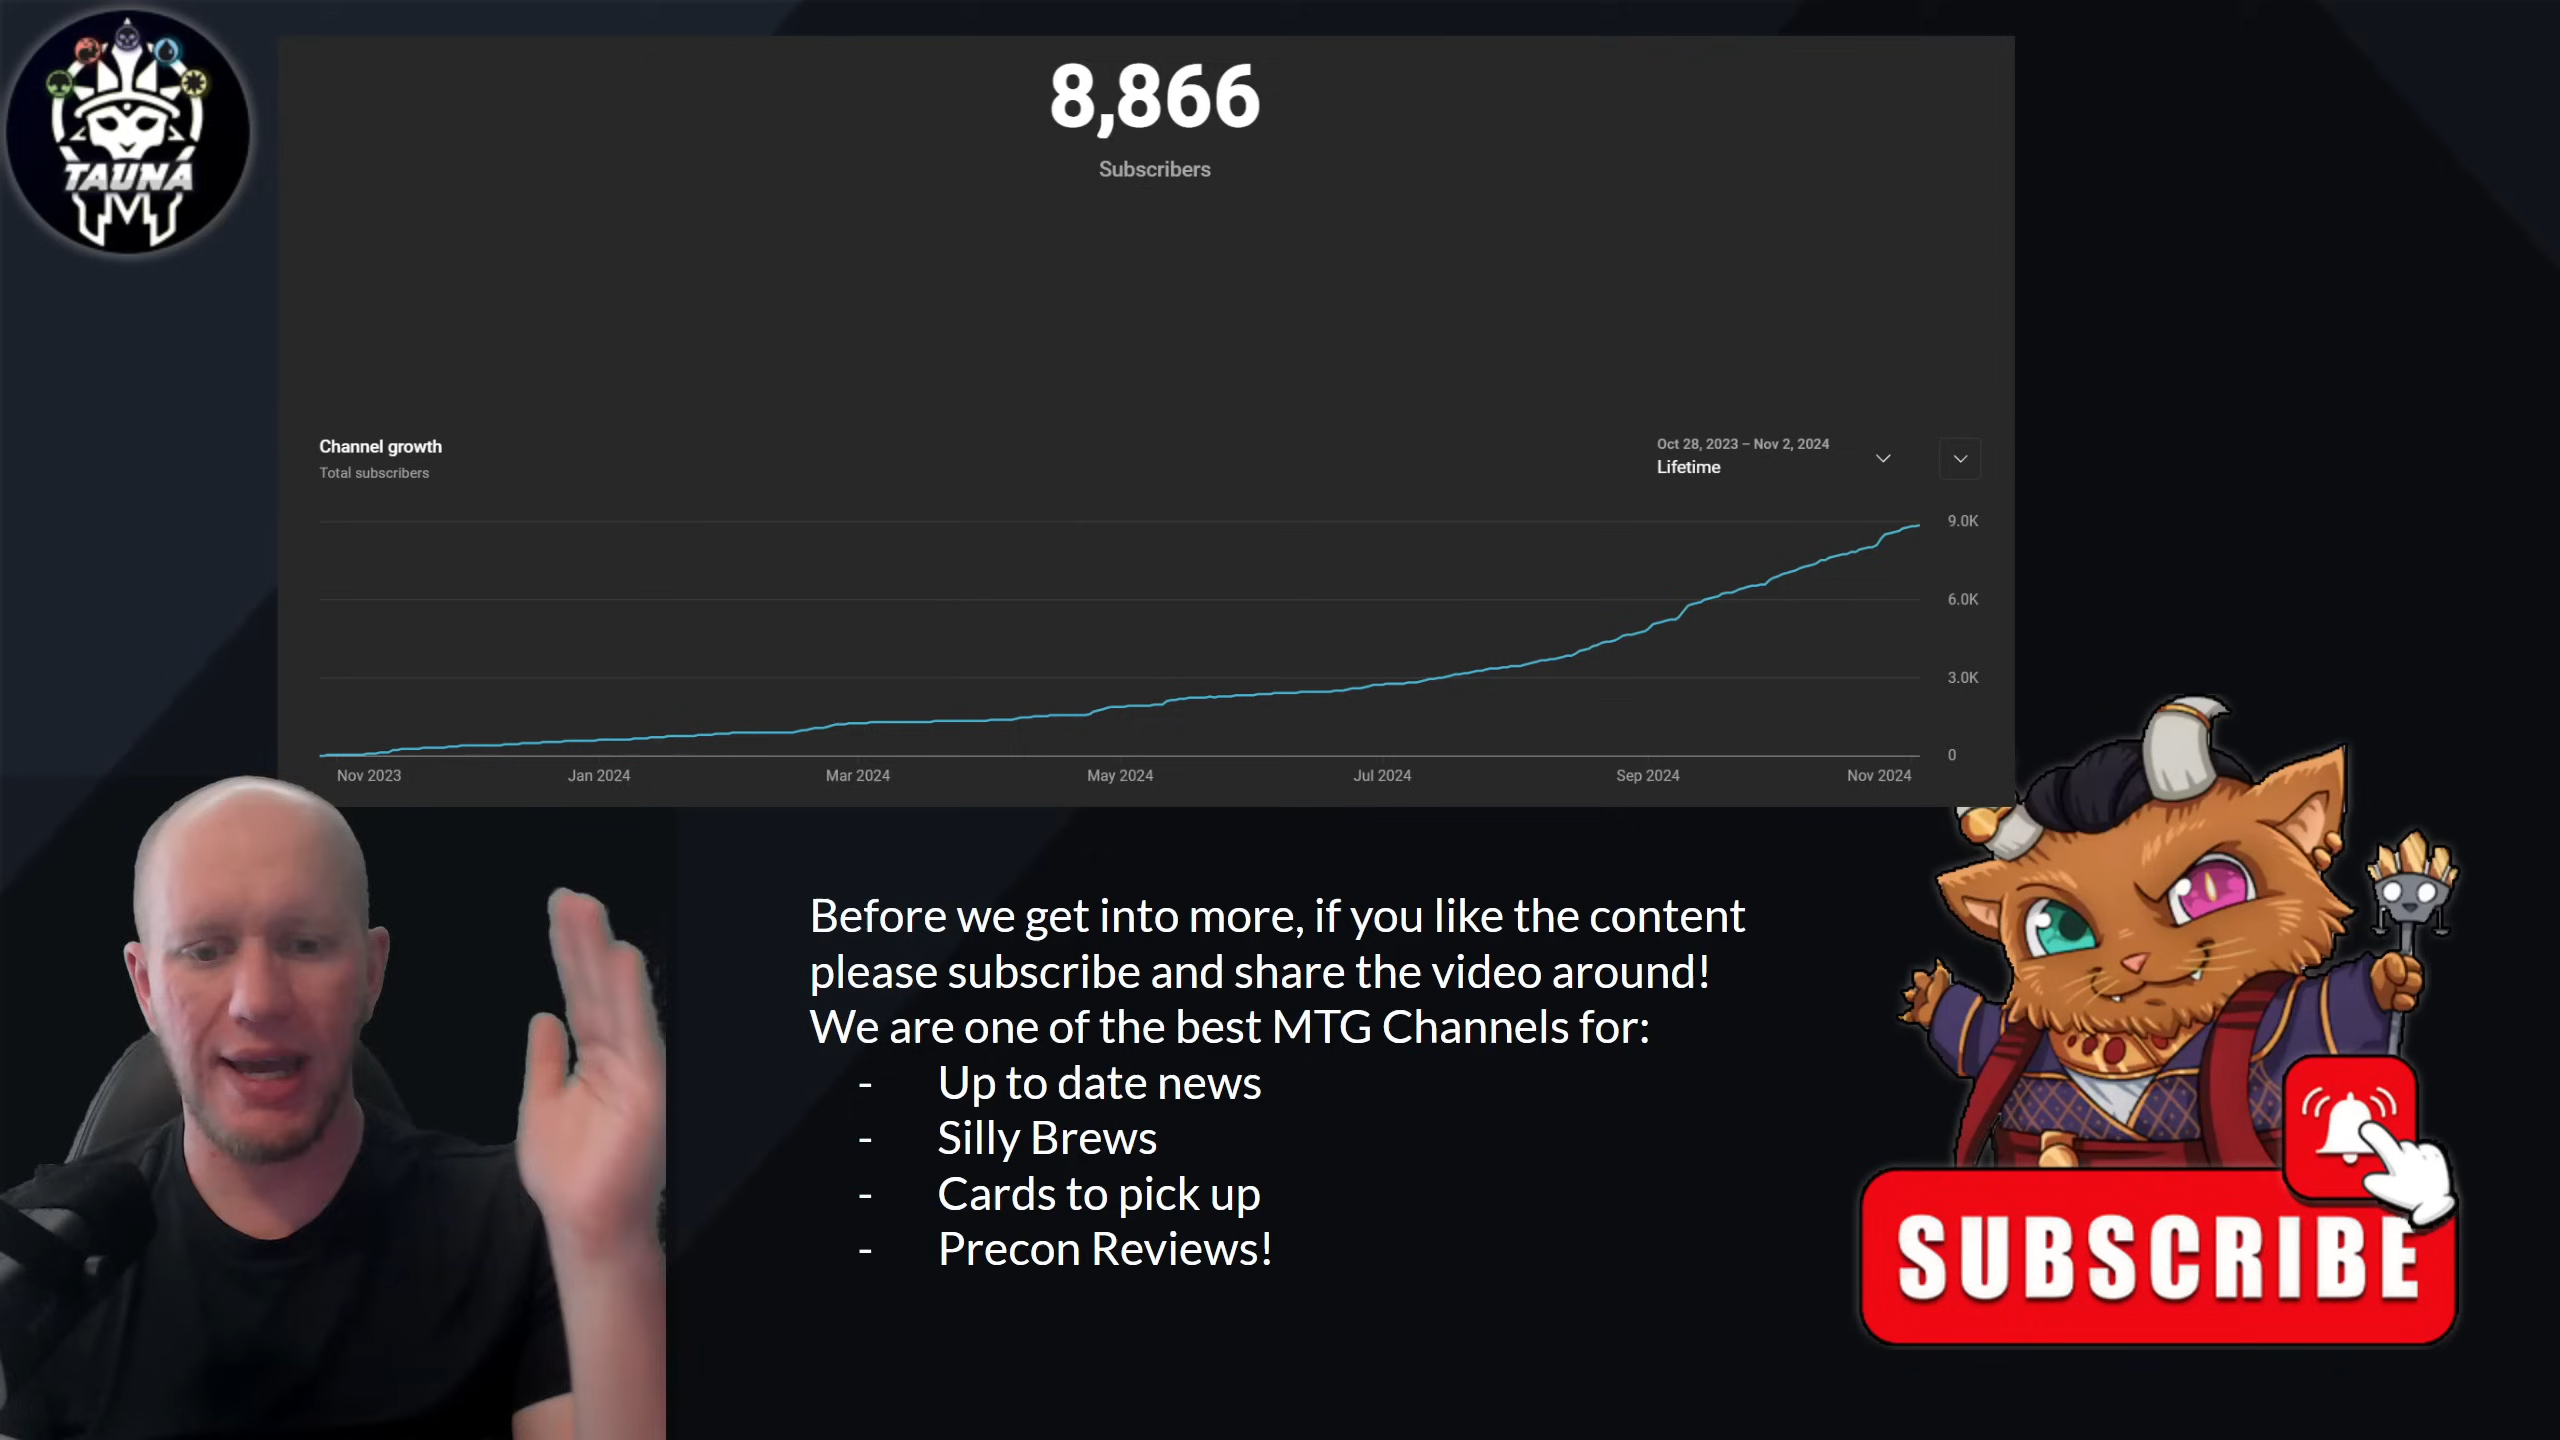 TAUNA
M
8,866
Subscribers
Channel growth
Total subscribers
Oct 28, 2023 – Nov 2, 2024
Lifetime
9.0K
6.0K
3.0K
0
Nov 2023 Jan 2024 Mar 2024 May 2024 Jul 2024 Sep 2024 Nov 2024
Before we get into more, if you like the content
please subscribe and share the video around!
We are one of the best MTG Channels for:
- Up to date news
- Silly Brews
- Cards to pick up
- Precon Reviews!
SUBSCRIBE